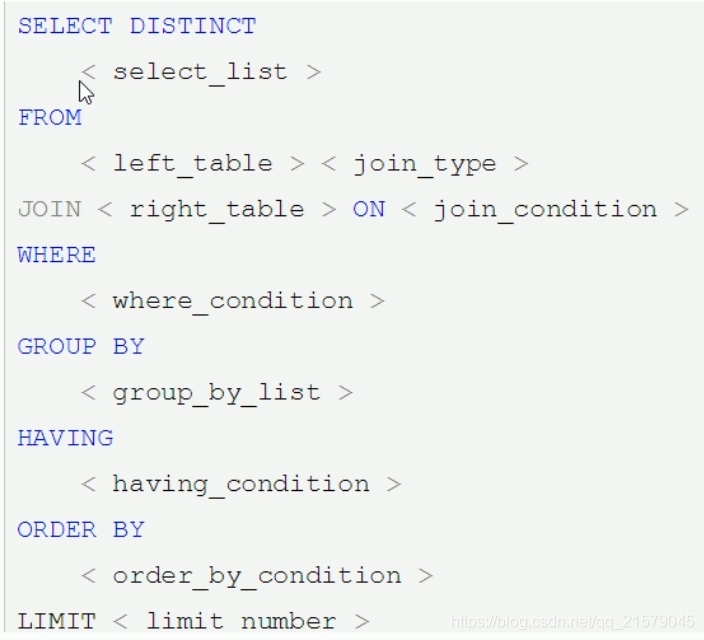 SELECT DISTINCT
< select_list >
FROM
< left_table > < join_type >
JOIN < right_table > ON < join_condition >
WHERE
< where_condition >
GROUP BY
< group_by_list >
HAVING
< having_condition >
ORDER BY
< order_by_condition >
LIMIT < limit number >
https://blog.csdn.net/qq_21579045